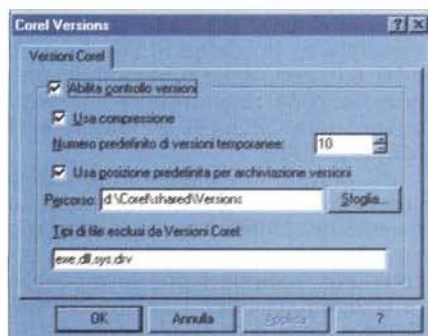 Corel Versions ? X
Versioni Corel
Abilita controllo versioni
Usa compressione
Numero predefinito di versioni temporanee: 10
Usa posizione predefinita per archiviazione versioni
Percorso: d:\Corel\shared\Versions Sfoglia...
Tipi di file esclusi da Versioni Corel:
exe,dll,sys,drv
OK Annulla Applica ?